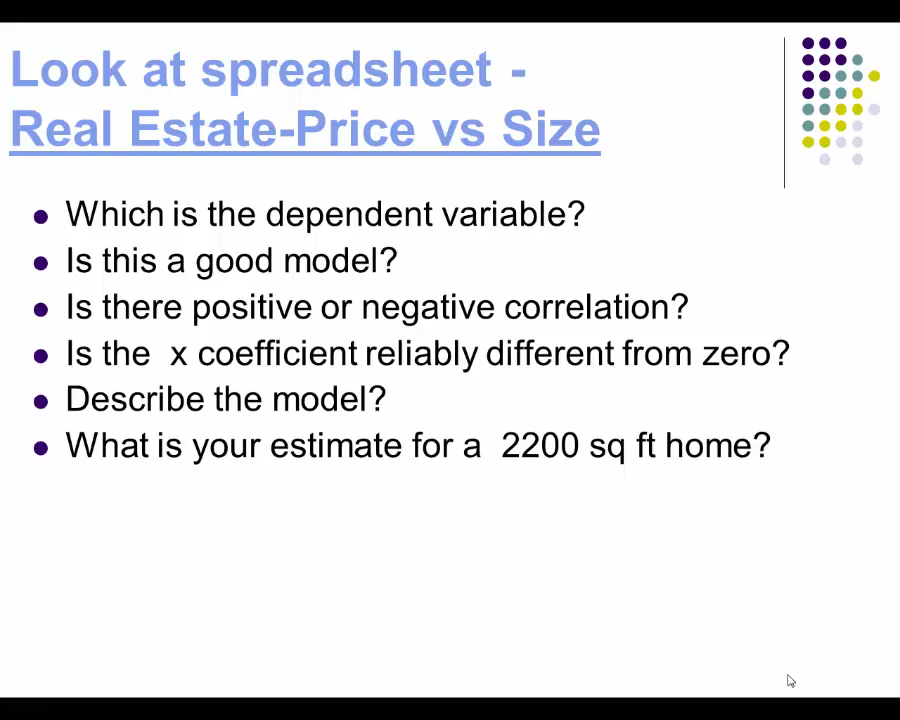 Look at spreadsheet -
Real Estate-Price vs Size
Which is the dependent variable?
Is this a good model?
Is there positive or negative correlation?
Is the x coefficient reliably different from zero?
Describe the model?
What is your estimate for a 2200 sq ft home?